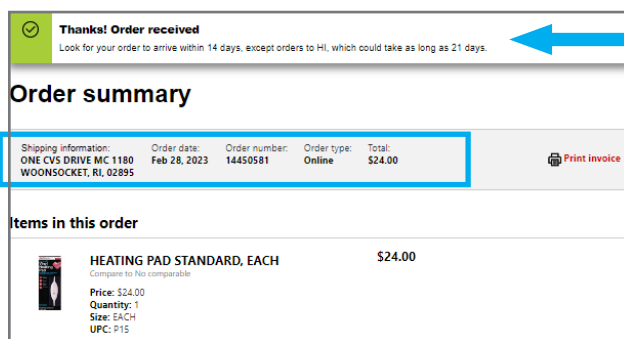 Thanks! Order received
Look for your order to arrive within 14 days, except orders to HI, which could take as long as 21 days.
Order summary
Shipping information: Order date: Order number: Order type: Total:
ONE CVS DRIVE MC 1180 Feb 28, 2023 14450581 Online $24.00
WOONSOCKET, RI, 02895
Print invoice
Items in this order
HEATING PAD STANDARD, EACH $24.00
Compare to No comparable
Price: $24.00
Quantity: 1
Size: EACH
UPC: P15